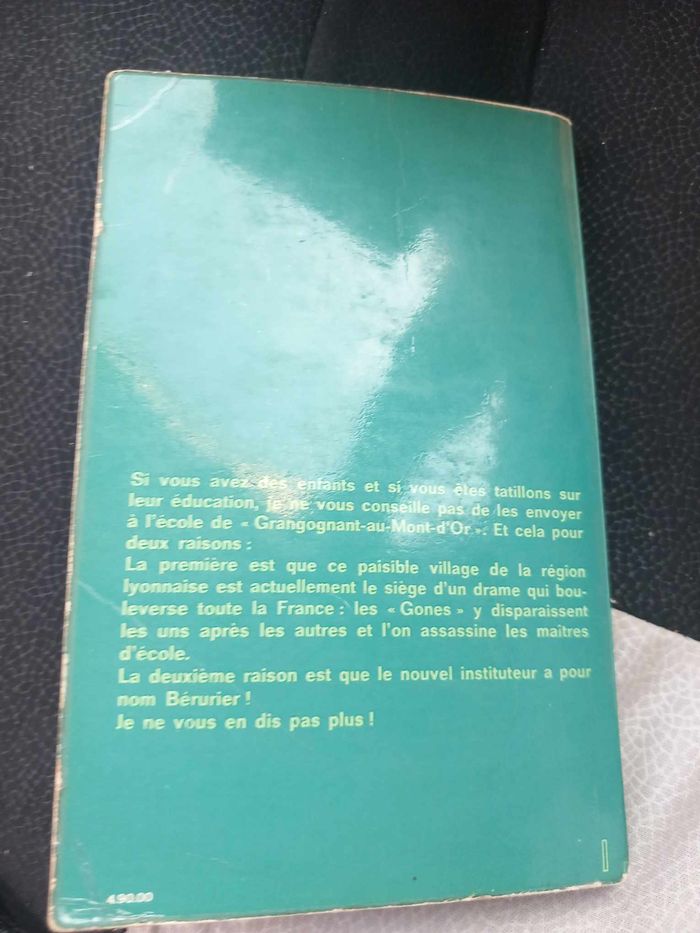 Si vous avez des enfants et si vous êtes tatillons sur
leur éducation, je ne vous conseille pas de les envoyer
à l'école de « Grangognant-au-Mont-d'Or ». Et cela pour
deux raisons :
La première est que ce paisible village de la région
lyonnaise est actuellement le siège d'un drame qui bou-
leverse toute la France : les « Gones » y disparaissent
les uns après les autres et l'on assassine les maîtres
d'école.
La deuxième raison est que le nouvel instituteur a pour
nom Bérurier !
Je ne vous en dis pas plus !
4.90.00